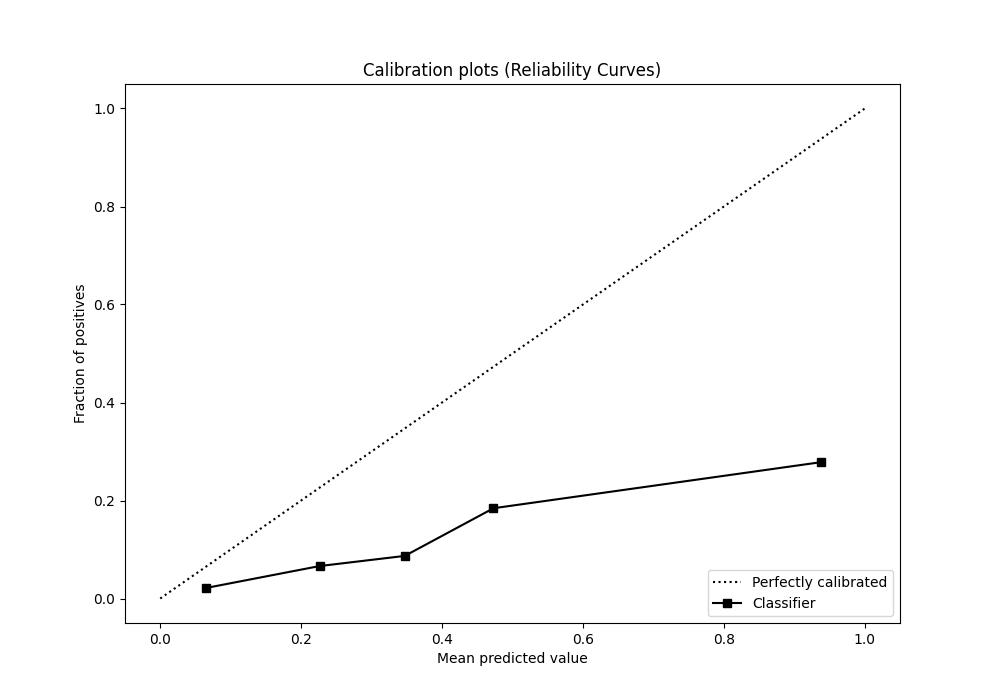 Calibration plots (Reliability Curves)
Fraction of positives
1.0
0.8
0.6
0.4
0.2
0.0
0.0 0.2 0.4 0.6 0.8 1.0
Mean predicted value
Perfectly calibrated
Classifier